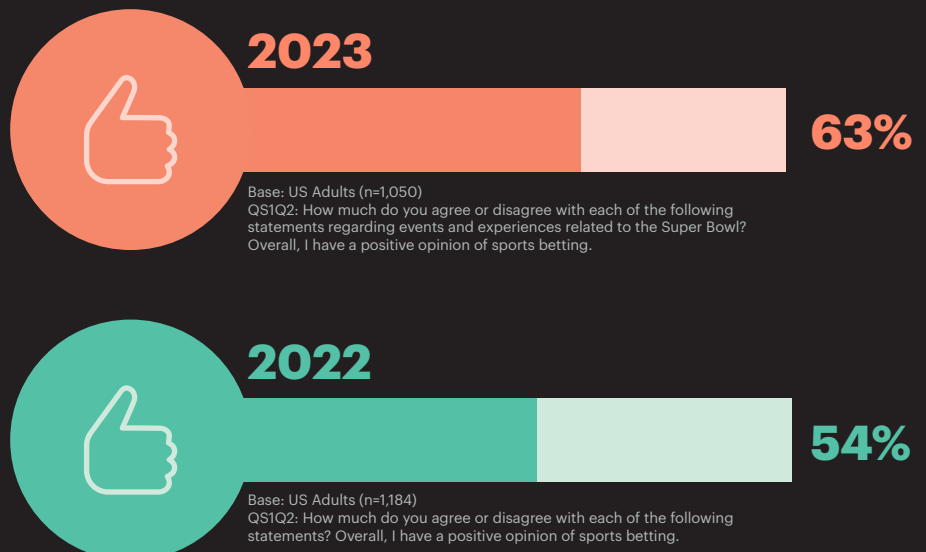 2023
63%
Base: US Adults (n=1,050)
QS1Q2: How much do you agree or disagree with each of the following
statements regarding events and experiences related to the Super Bowl?
Overall, I have a positive opinion of sports betting.
2022
54%
Base: US Adults (n=1,184)
QS1Q2: How much do you agree or disagree with each of the following
statements? Overall, I have a positive opinion of sports betting.